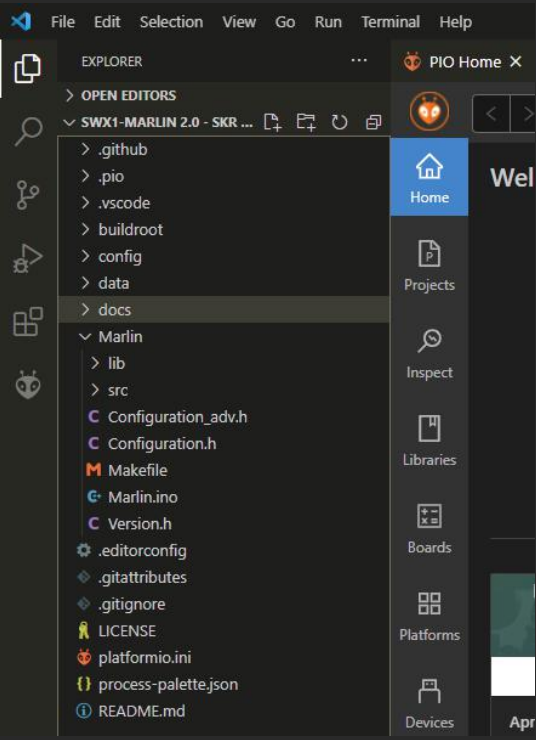 File Edit Selection View Go Run Terminal Help
EXPLORER ...
OPEN EDITORS
SWX1-MARLIN 2.0 - SKR ...
.github
.pio
.vscode
buildroot
config
data
docs
Marlin
lib
src
C Configuration_adv.h
C Configuration.h
M Makefile
Marlin.ino
C Version.h
.editorconfig
.gitattributes
.gitignore
LICENSE
platformio.ini
{} process-palette.json
README.md
PIO Home
Wel
Home
Projects
Inspect
Libraries
Boards
Platforms
Devices
Apr